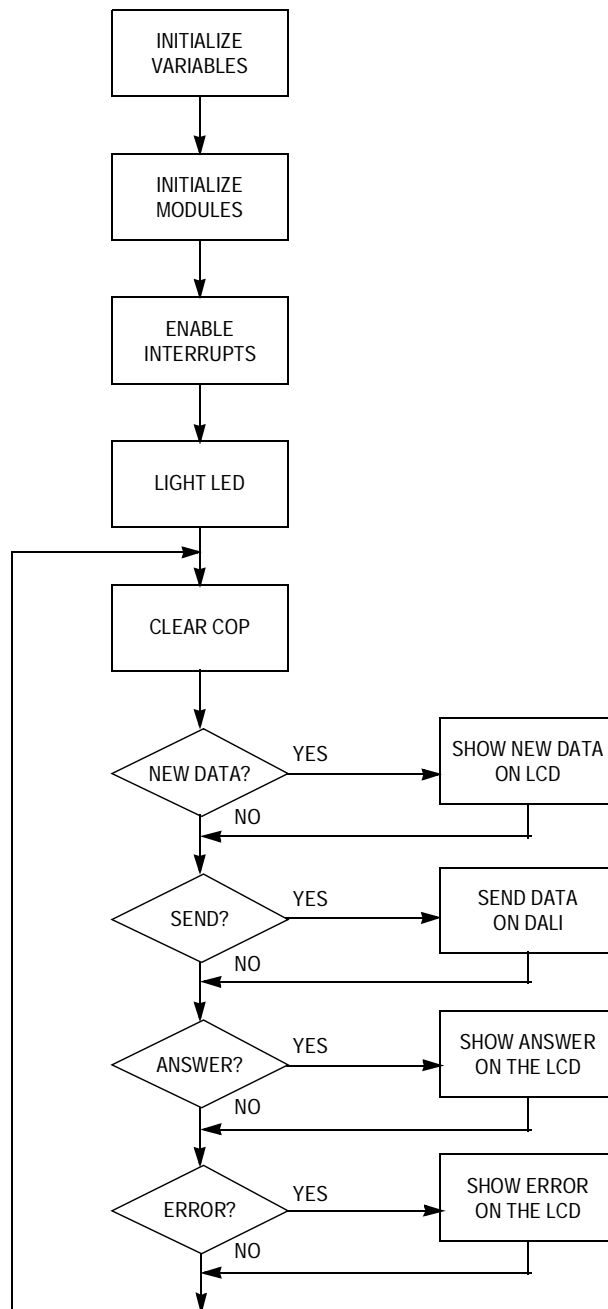 INITIALIZE
VARIABLES
INITIALIZE
MODULES
ENABLE
INTERRUPTS
LIGHT LED
CLEAR COP
NEW DATA?
YES
SHOW NEW DATA
ON LCD
NO
SEND?
YES
SEND DATA
ON DALI
NO
ANSWER?
YES
SHOW ANSWER
ON THE LCD
NO
ERROR?
YES
SHOW ERROR
ON THE LCD
NO